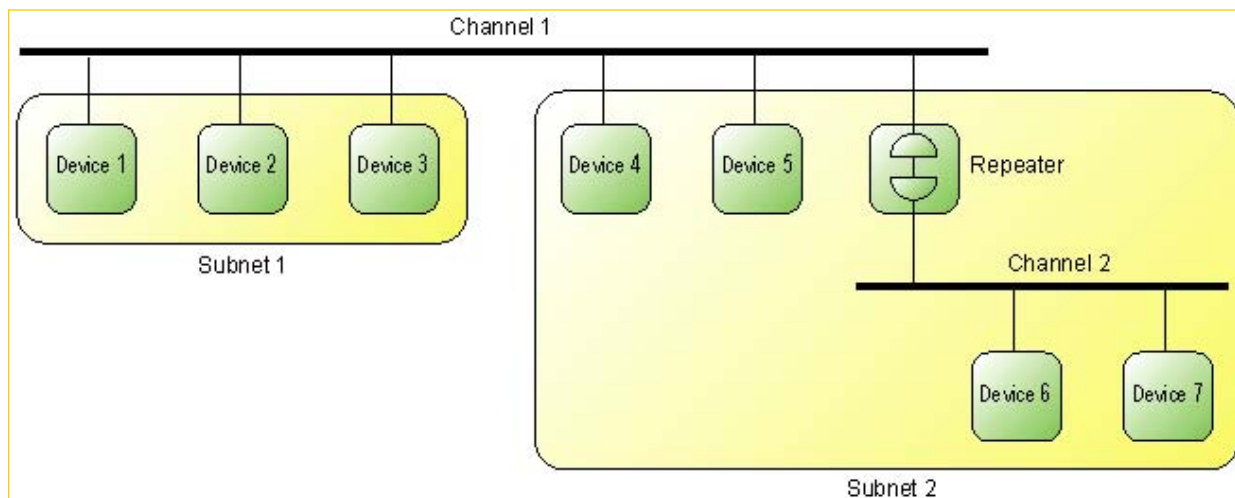 Channel 1
Device 1
Device 2
Device 3
Device 4
Device 5
Repeater
Subnet 1
Channel 2
Device 6
Device 7
Subnet 2